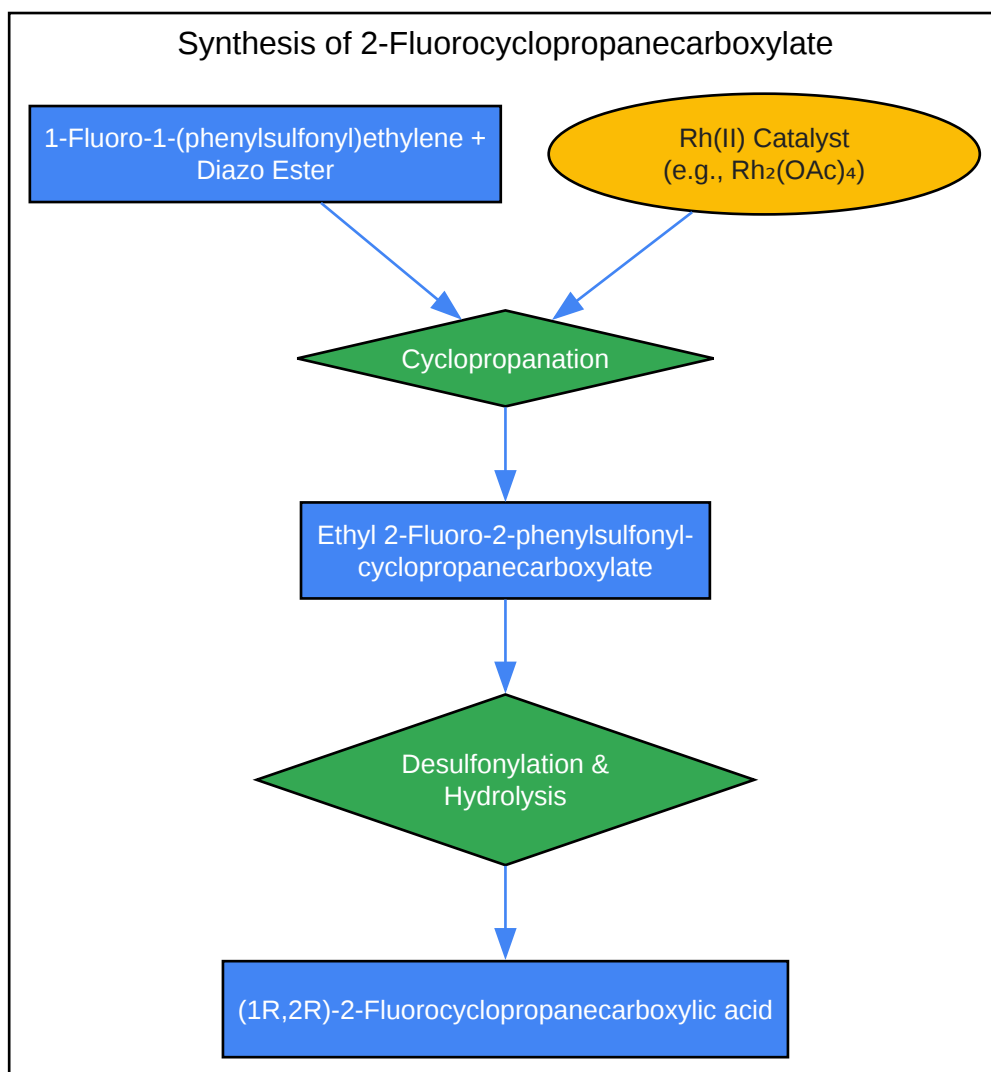 Synthesis of 2-Fluorocyclopropanecarboxylate
1-Fluoro-1-(phenylsulfonyl)ethylene +
Diazo Ester
Rh(II) Catalyst
(e.g., Rh₂(OAc)₄)
Cyclopropanation
Ethyl 2-Fluoro-2-phenylsulfonyl-
cyclopropanecarboxylate
Desulfonylation &
Hydrolysis
(1R,2R)-2-Fluorocyclopropanecarboxylic acid